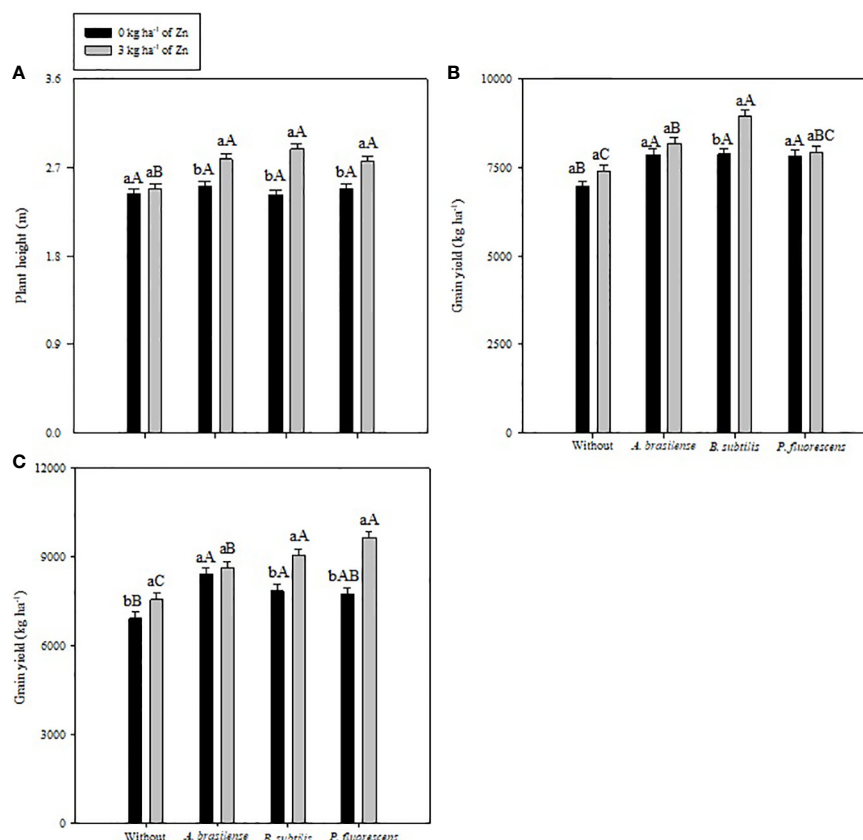 0 kg ha⁻¹ of Zn
3 kg ha⁻¹ of Zn
A
3.6
2.7
1.8
0.9
0.0
Plant height (m)
aA aB
bA aA
bA aA
bA aA
B
10000
7500
5000
2500
0
Grain yield (kg ha⁻¹)
aB aC
aA aB
bA aA
aA aBC
Without A. brasilense B. subtilis P. fluorescens
C
12000
9000
6000
3000
0
Grain yield (kg ha⁻¹)
bB aC
aA aB
bA aA
bAB aA
Without A. brasilense B. subtilis P. fluorescens